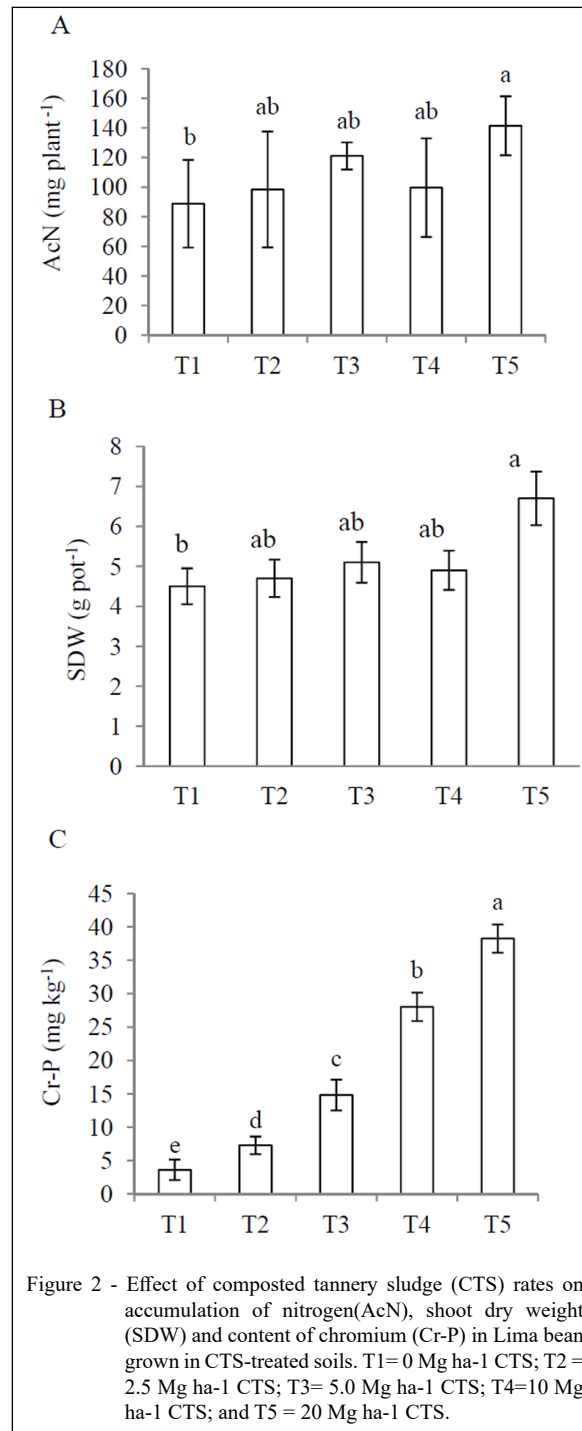 A
AcN (mg plant-1)
180
160
140
120
100
80
60
40
20
0
b
ab
ab
ab
a
T1 T2 T3 T4 T5
B
SDW (g pot-1)
8
7
6
5
4
3
2
1
0
b
ab
ab
ab
a
T1 T2 T3 T4 T5
C
Cr-P (mg kg-1)
45
40
35
30
25
20
15
10
5
0
e
d
c
b
a
T1 T2 T3 T4 T5
Figure 2 - Effect of composted tannery sludge (CTS) rates on
accumulation of nitrogen(AcN), shoot dry weight
(SDW) and content of chromium (Cr-P) in Lima bean
grown in CTS-treated soils. T1= 0 Mg ha-1 CTS; T2 =
2.5 Mg ha-1 CTS; T3= 5.0 Mg ha-1 CTS; T4=10 Mg
ha-1 CTS; and T5 = 20 Mg ha-1 CTS.